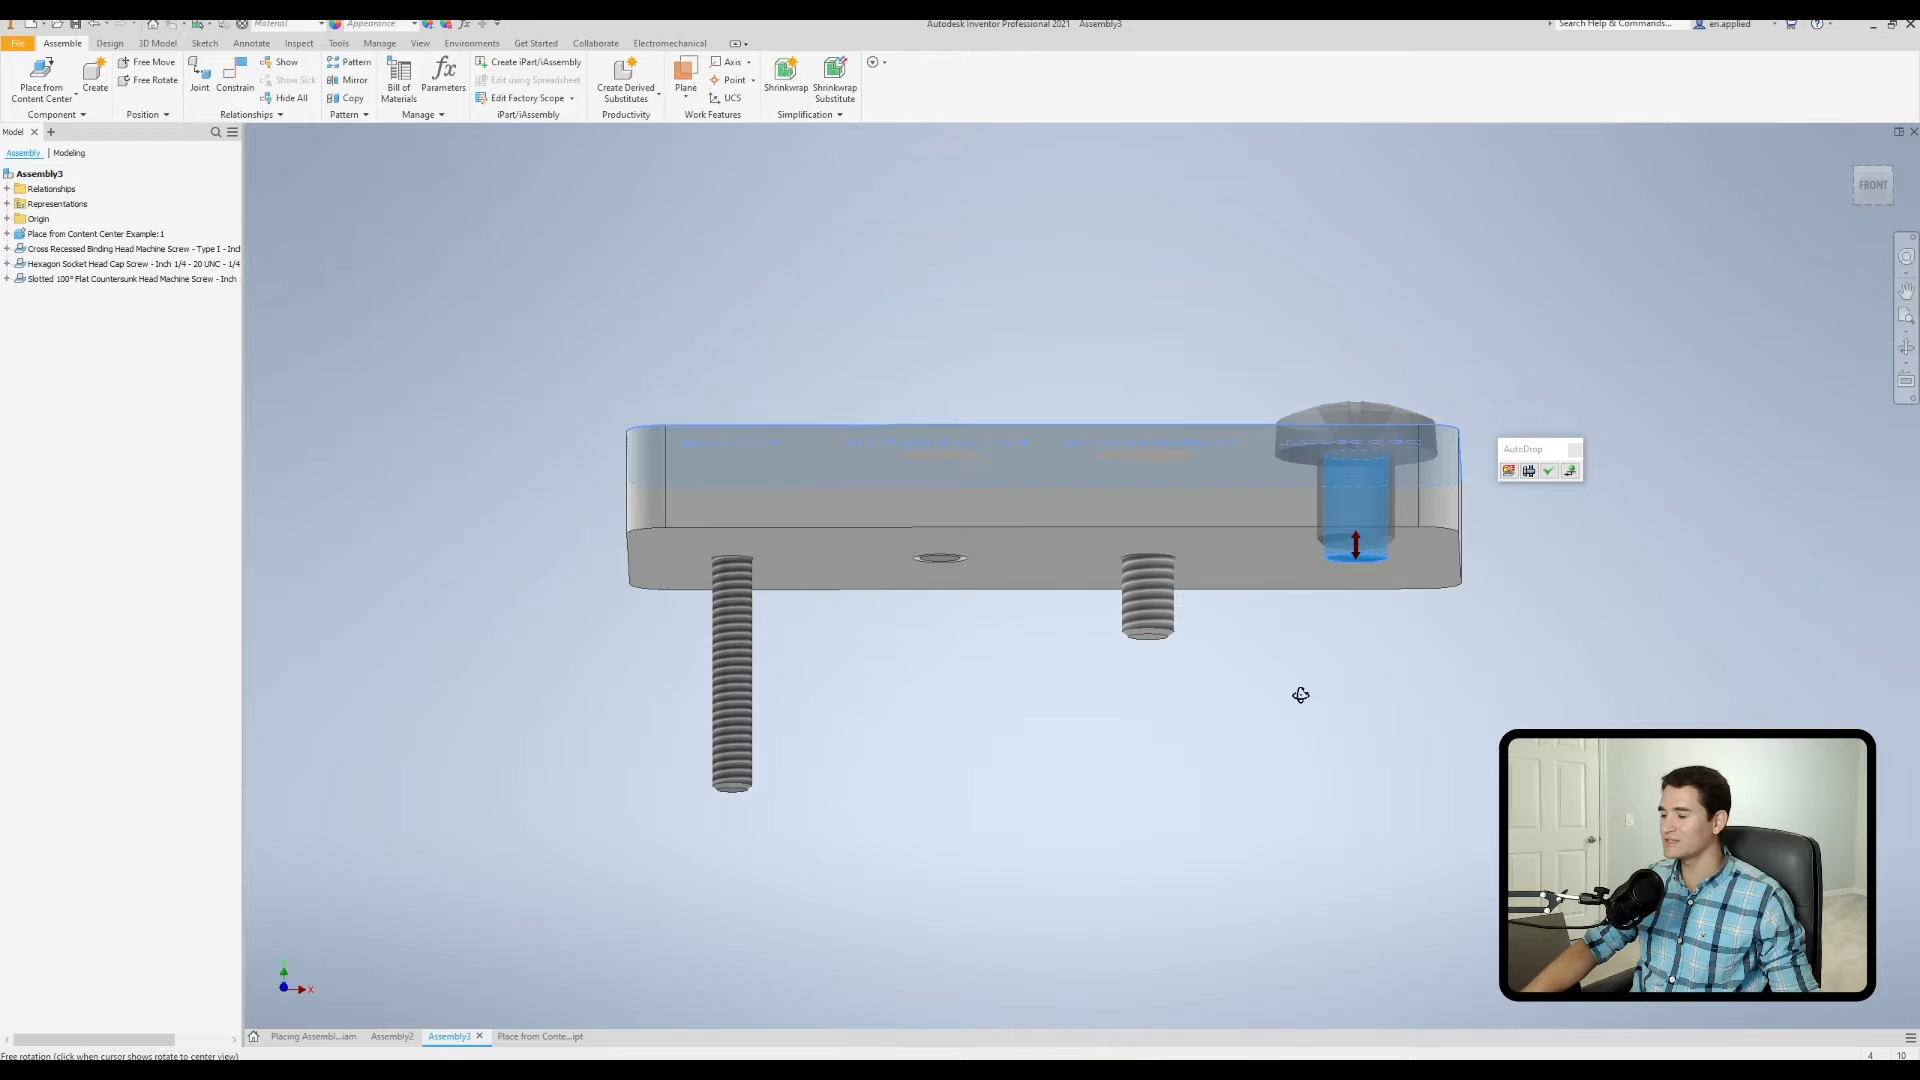 Material
Appearance
Autodesk Inventor Professional 2021 Assembly3
Search Help & Commands...
en.applied
File Assemble Design 3D Model Sketch Annotate Inspect Tools Manage View Environments Get Started Collaborate Electromechanical
Place from
Content Center
Create
Component
Free Move
Free Rotate
Position
Joint
Constrain
Show
Show Sick
Hide All
Relationships
Pattern
Mirror
Copy
Pattern
Bill of
Materials
fx
Parameters
Manage
Create iPart/iAssembly
Edit using Spreadsheet
Edit Factory Scope
iPart/iAssembly
Create Derived
Substitutes
Productivity
Plane
Axis
Point
UCS
Work Features
Shrinkwrap
Shrinkwrap
Substitute
Simplification
Model
Assembly | Modeling
Assembly3
Relationships
Representations
Origin
Place from Content Center Example:1
Cross Recessed Binding Head Machine Screw - Type I - Inch
Hexagon Socket Head Cap Screw - Inch 1/4 - 20 UNC - 1/4
Slotted 100° Flat Countersunk Head Machine Screw - Inch
FRONT
AutoDrop
X
Placing Assembl...iam
Assembly2
Assembly3
Place from Conte...ipt
Free rotation (click when cursor shows rotate to center view)
4 10